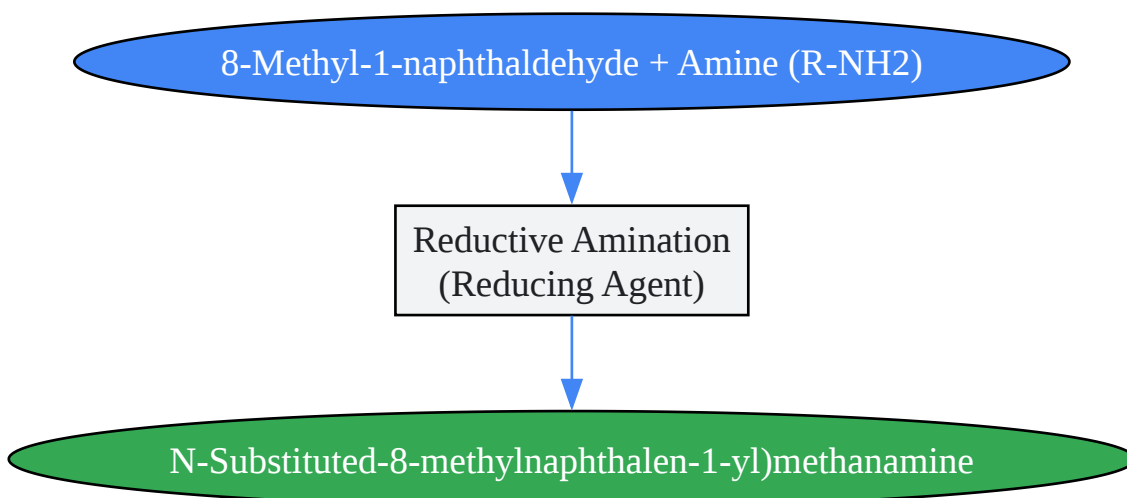 8-Methyl-1-naphthaldehyde + Amine (R-NH2)
Reductive Amination
(Reducing Agent)
N-Substituted-8-methylnaphthalen-1-yl)methanamine